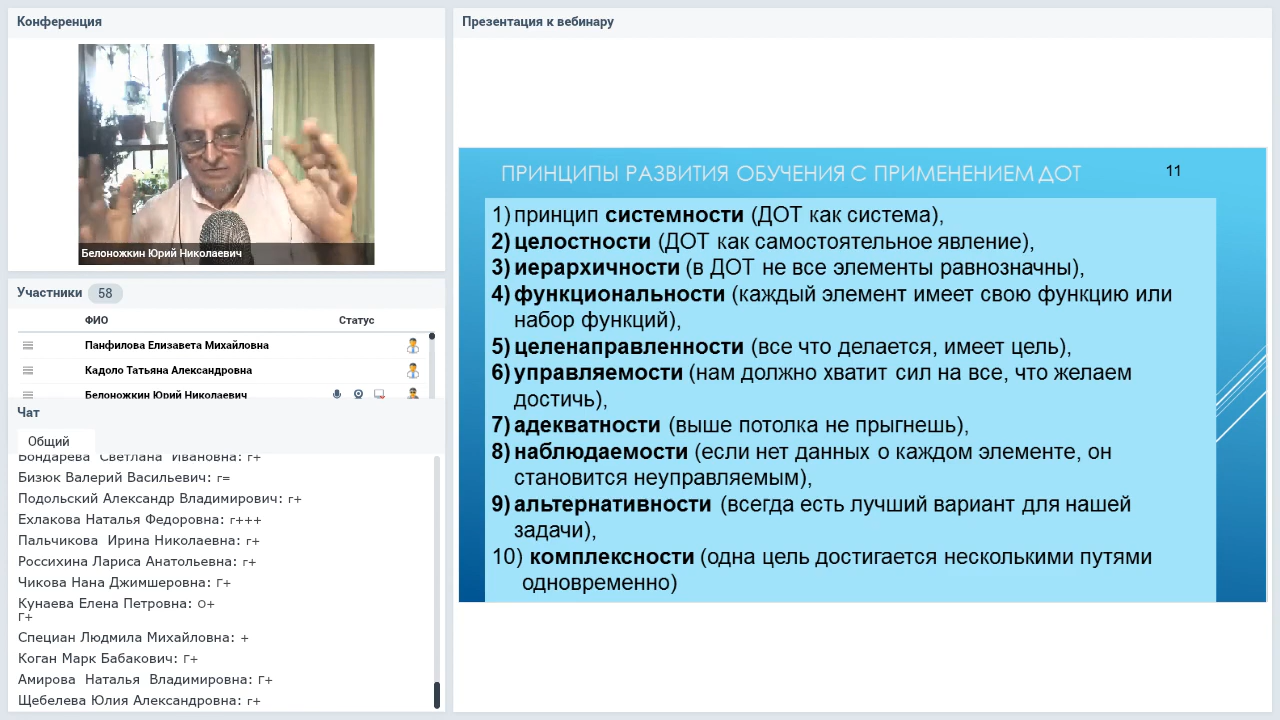 Конференция
Белоножкин Юрий Николаевич
Участники 58
ФИО Статус
Панфилова Елизавета Михайловна
Кадоло Татьяна Александровна
Белоножкин Юрий Николаевич
Чат
Общий
Бондарева Светлана Ивановна: г+
Бизюк Валерий Васильевич: г=
Подольский Александр Владимирович: г+
Ехлакова Наталья Федоровна: г+++
Пальчикова Ирина Николаевна: г+
Россихина Лариса Анатольевна: г+
Чикова Нана Джимшеровна: Г+
Кунаева Елена Петровна: О+
Г+
Специан Людмила Михайловна: +
Коган Марк Бабакович: Г+
Амирова Наталья Владимировна: Г+
Щебелева Юлия Александровна: г+
Презентация к вебинару
ПРИНЦИПЫ РАЗВИТИЯ ОБУЧЕНИЯ С ПРИМЕНЕНИЕМ ДОТ
11
1) принцип системности (ДОТ как система),
2) целостности (ДОТ как самостоятельное явление),
3) иерархичности (в ДОТ не все элементы равнозначны),
4) функциональности (каждый элемент имеет свою функцию или
набор функций),
5) целенаправленности (все что делается, имеет цель),
6) управляемости (нам должно хватит сил на все, что желаем
достичь),
7) адекватности (выше потолка не прыгнешь),
8) наблюдаемости (если нет данных о каждом элементе, он
становится неуправляемым),
9) альтернативности (всегда есть лучший вариант для нашей
задачи),
10) комплексности (одна цель достигается несколькими путями
одновременно)